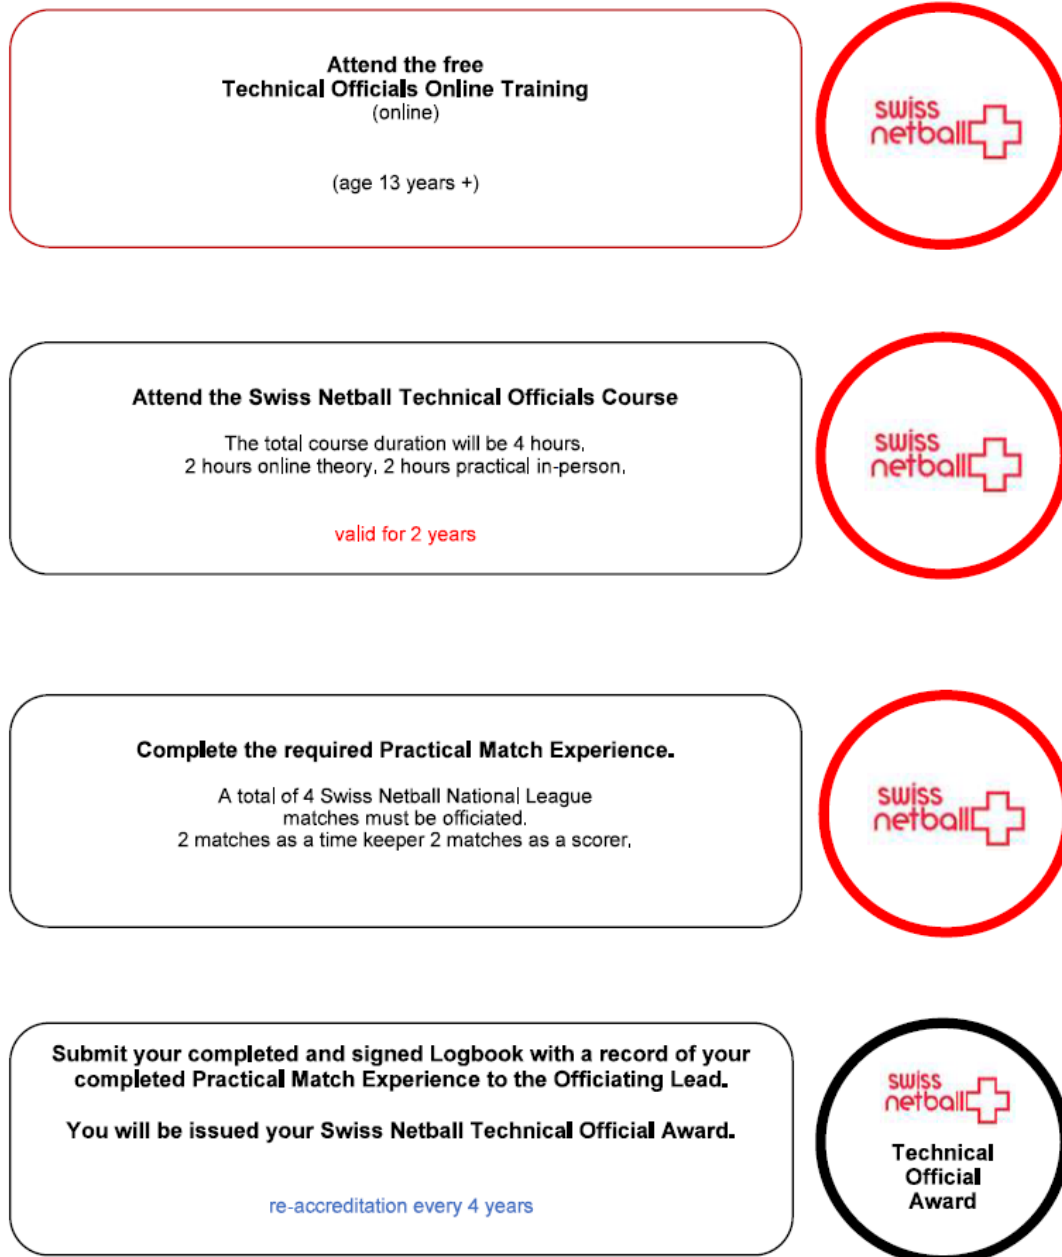 Attend the free
Technical Officials Online Training
(online)
(age 13 years +)
swiss
netball
Attend the Swiss Netball Technical Officials Course
The total course duration will be 4 hours,
2 hours online theory, 2 hours practical in-person,
valid for 2 years
swiss
netball
Complete the required Practical Match Experience.
A total of 4 Swiss Netball National League
matches must be officiated.
2 matches as a time keeper 2 matches as a scorer,
swiss
netball
Submit your completed and signed Logbook with a record of your
completed Practical Match Experience to the Officiating Lead.
You will be issued your Swiss Netball Technical Official Award.
re-accreditation every 4 years
swiss
netball
Technical
Official
Award